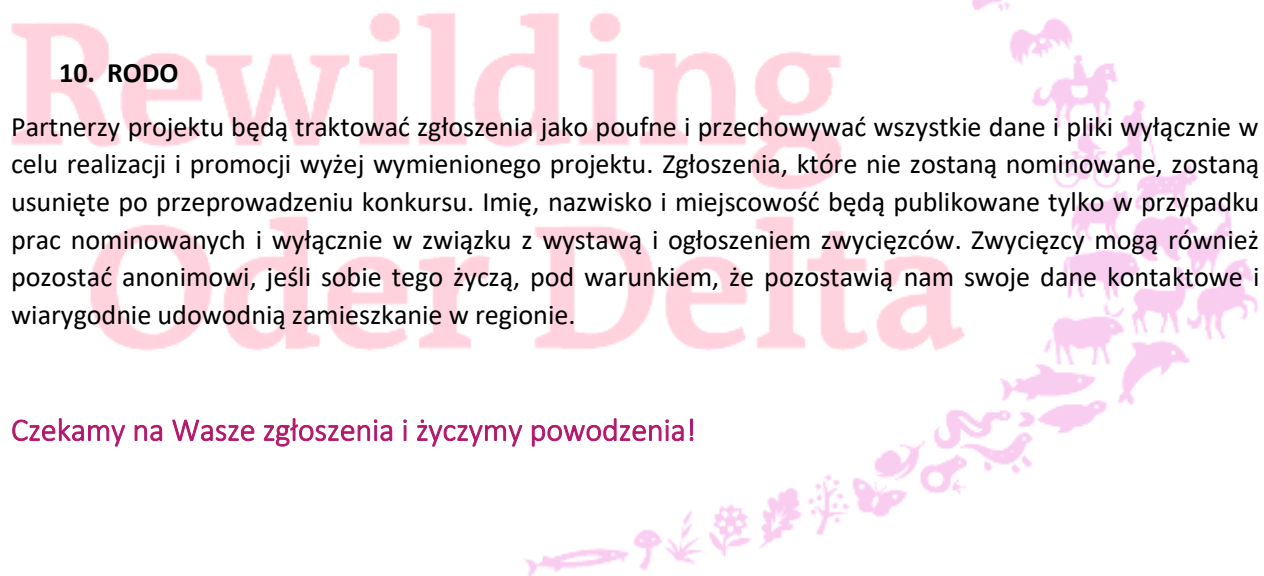 Rewilding
10. RODO
Partnerzy projektu będą traktować zgłoszenia jako poufne i przechowywać wszystkie dane i pliki wyłącznie w
celu realizacji i promocji wyżej wymienionego projektu. Zgłoszenia, które nie zostaną nominowane, zostaną
usunięte po przeprowadzeniu konkursu. Imię, nazwisko i miejscowość będą publikowane tylko w przypadku
prac nominowanych i wyłącznie w związku z wystawą i ogłoszeniem zwycięzców. Zwycięzcy mogą również
Oder Delta
pozostać anonimowi, jeśli sobie tego życzą, pod warunkiem, że pozostawią nam swoje dane kontaktowe i
wiarygodnie udowodnią zamieszkanie w regionie.
Czekamy na Wasze zgłoszenia i życzymy powodzenia!